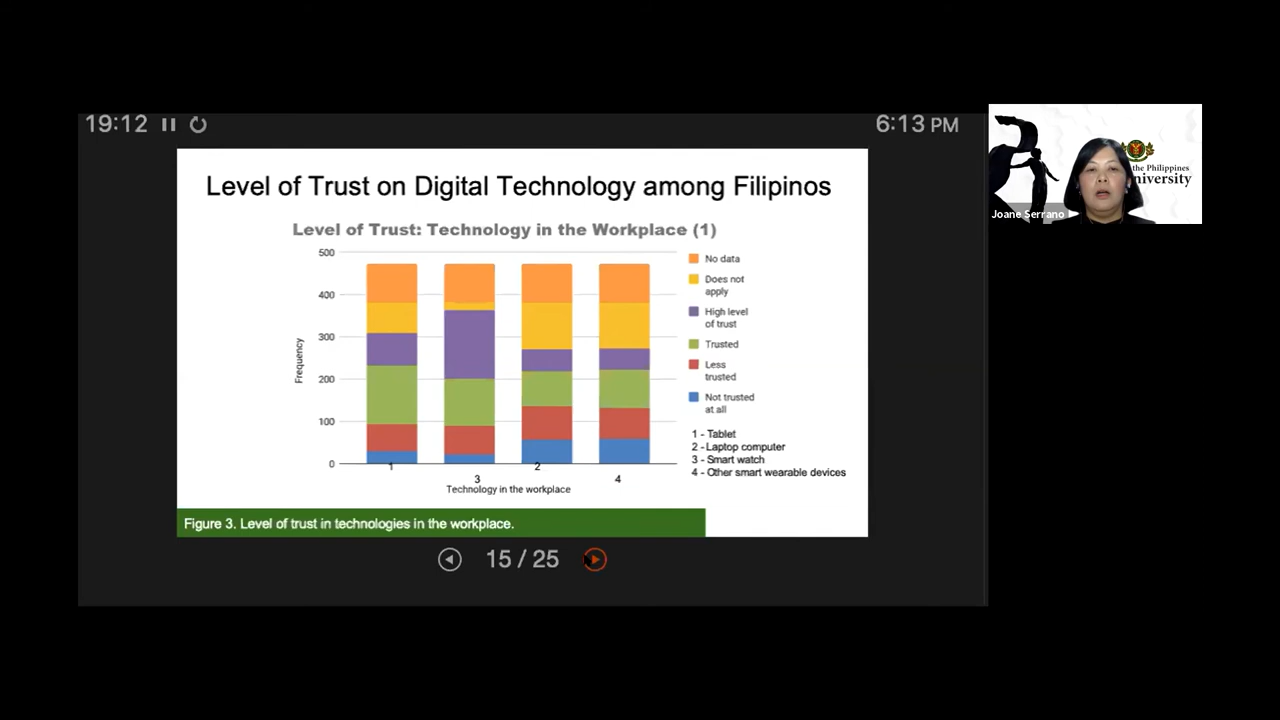 19:12
6:13 PM
Level of Trust on Digital Technology among Filipinos
Level of Trust: Technology in the Workplace (1)
500
400
300
200
100
0
Frequency
1
3
2
4
Technology in the workplace
No data
Does not
apply
High level
of trust
Trusted
Less
trusted
Not trusted
at all
1 - Tablet
2 - Laptop computer
3 - Smart watch
4 - Other smart wearable devices
Figure 3. Level of trust in technologies in the workplace.
15 / 25
the Philippines
University
Joane Serrano